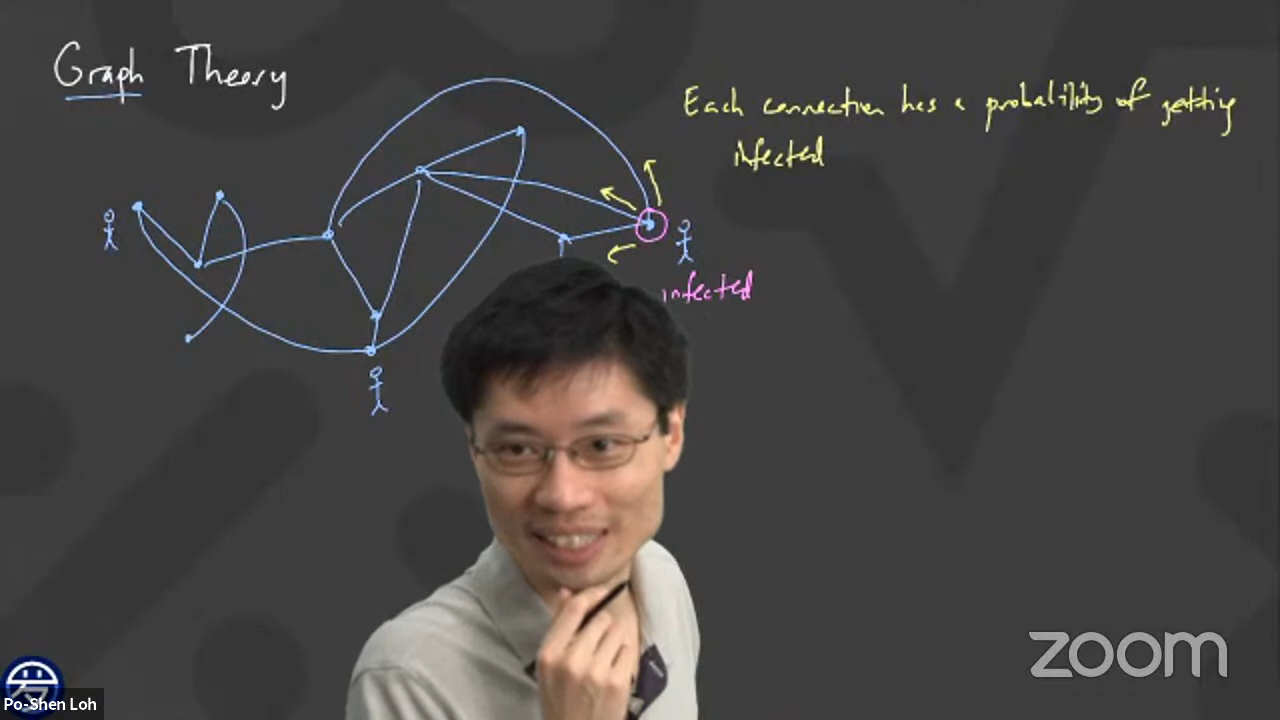 Graph Theory
Each connection has a probability of getting
infected
infected
zoom
Po-Shen Loh